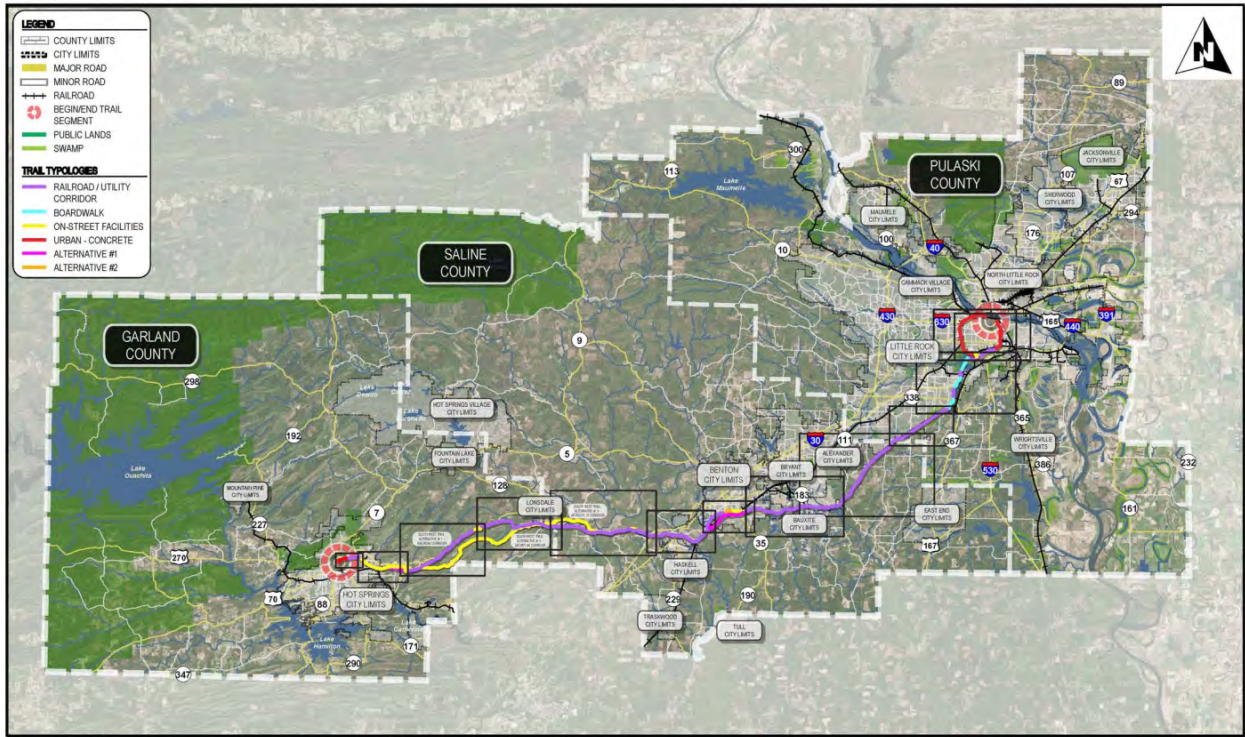 LEGEND
COUNTY LIMITS
CITY LIMITS
MAJOR ROAD
MINOR ROAD
RAILROAD
BEGIN/END TRAIL
SEGMENT
PUBLIC LANDS
SWAMP
TRAIL TYPOLOGIES
RAILROAD / UTILITY
CORRIDOR
BOARDWALK
ON-STREET FACILITIES
URBAN - CONCRETE
ALTERNATIVE #1
ALTERNATIVE #2
N
89
JACKSONVILLE
CITY LIMITS
107
67
300
PULASKI
COUNTY
113
Lake
Maumelle
SHERWOOD
CITY LIMITS
294
MAUMELE
CITY LIMITS
176
100
40
10
SALINE
COUNTY
NORTH LITTLE ROCK
CITY LIMITS
CAMMACK VILLAGE
CITY LIMITS
430
630
165
440
391
GARLAND
COUNTY
9
LITTLE ROCK
CITY LIMITS
298
HOT SPRINGS VILLAGE
CITY LIMITS
338
365
192
367
WRIGHTSVILLE
CITY LIMITS
30
111
FOUNTAIN LAKE
CITY LIMITS
5
ALEXANDER
CITY LIMITS
BRYANT
CITY LIMITS
386
232
Lake
Ouachita
BENTON
CITY LIMITS
530
MOUNTAIN PINE
CITY LIMITS
128
183
LONSDALE
CITY LIMITS
161
7
EAST END
CITY LIMITS
227
BAUXITE
CITY LIMITS
35
167
270
HASKELL
CITY LIMITS
70
88
HOT SPRINGS
CITY LIMITS
229
190
TRASKWOOD
CITY LIMITS
TULL
CITY LIMITS
Lake
Hamilton
171
290
347